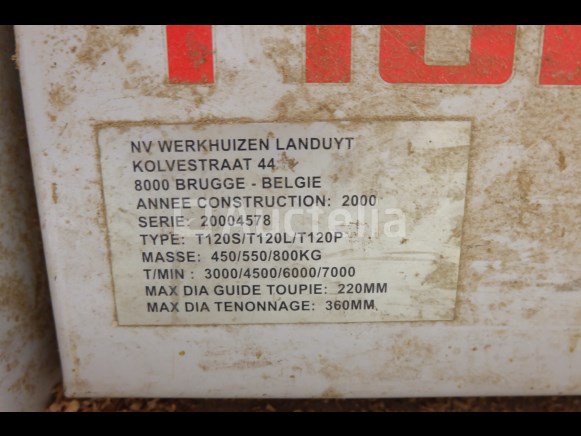 NV WERKHUIZEN LANDUYT
KOLVESTRAAT 44
8000 BRUGGE - BELGIE
ANNEE CONSTRUCTION: 2000
SERIE: 20004578
TYPE: T120S/T120L/T120P
MASSE: 450/550/800KG
T/MIN : 3000/4500/6000/7000
MAX DIA GUIDE TOUPIE: 220MM
MAX DIA TENONNAGE: 360MM
Auctelia